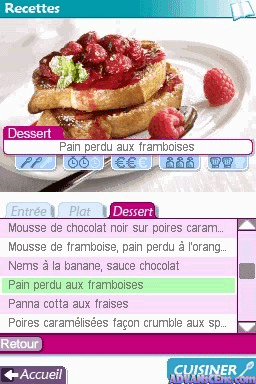 Recettes
Dessert
Pain perdu aux framboises
€€€
Entrée
Plat
Dessert
Mousse de chocolat noir sur poires caram...
Mousse de framboise, pain perdu à l'orang...
Nems à la banane, sauce chocolat
Pain perdu aux framboises
Panna cotta aux fraises
Poires caramélisées façon crumble aux sp...
Retour
Accueil
CUISINER